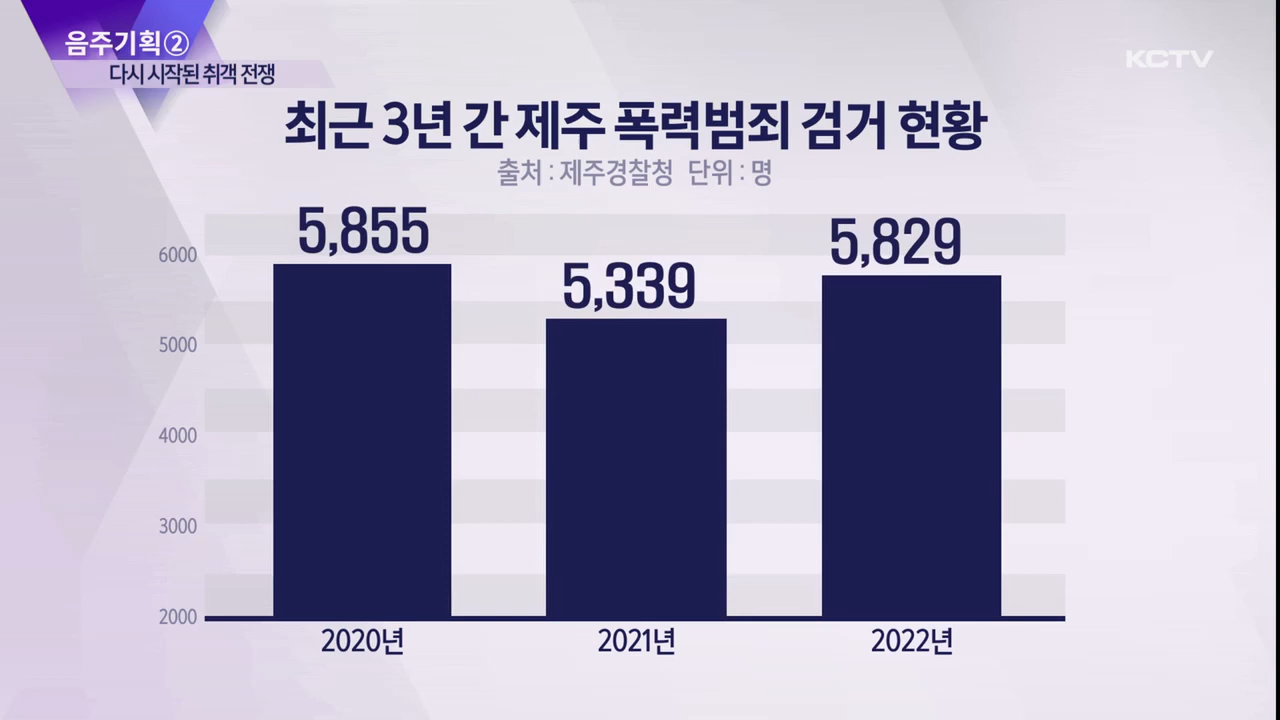 음주기획②
다시 시작된 취객 전쟁
KCTV
최근 3년 간 제주 폭력범죄 검거 현황
출처 : 제주경찰청 단위 : 명
5,855
5,339
5,829
6000
5000
4000
3000
2000
2020년
2021년
2022년